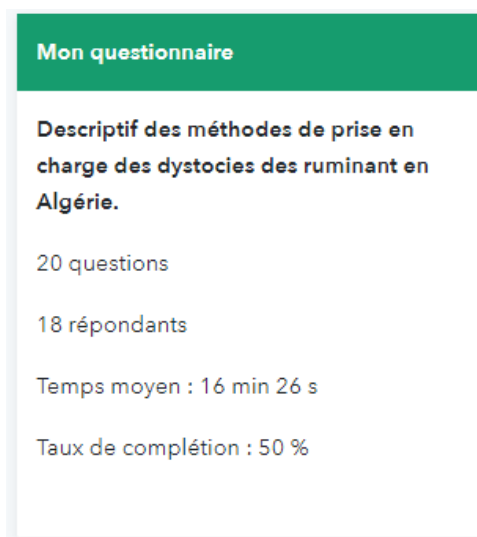 Mon questionnaire
Descriptif des méthodes de prise en
charge des dystocies des ruminant en
Algérie.
20 questions
18 répondants
Temps moyen : 16 min 26 s
Taux de complétion : 50 %